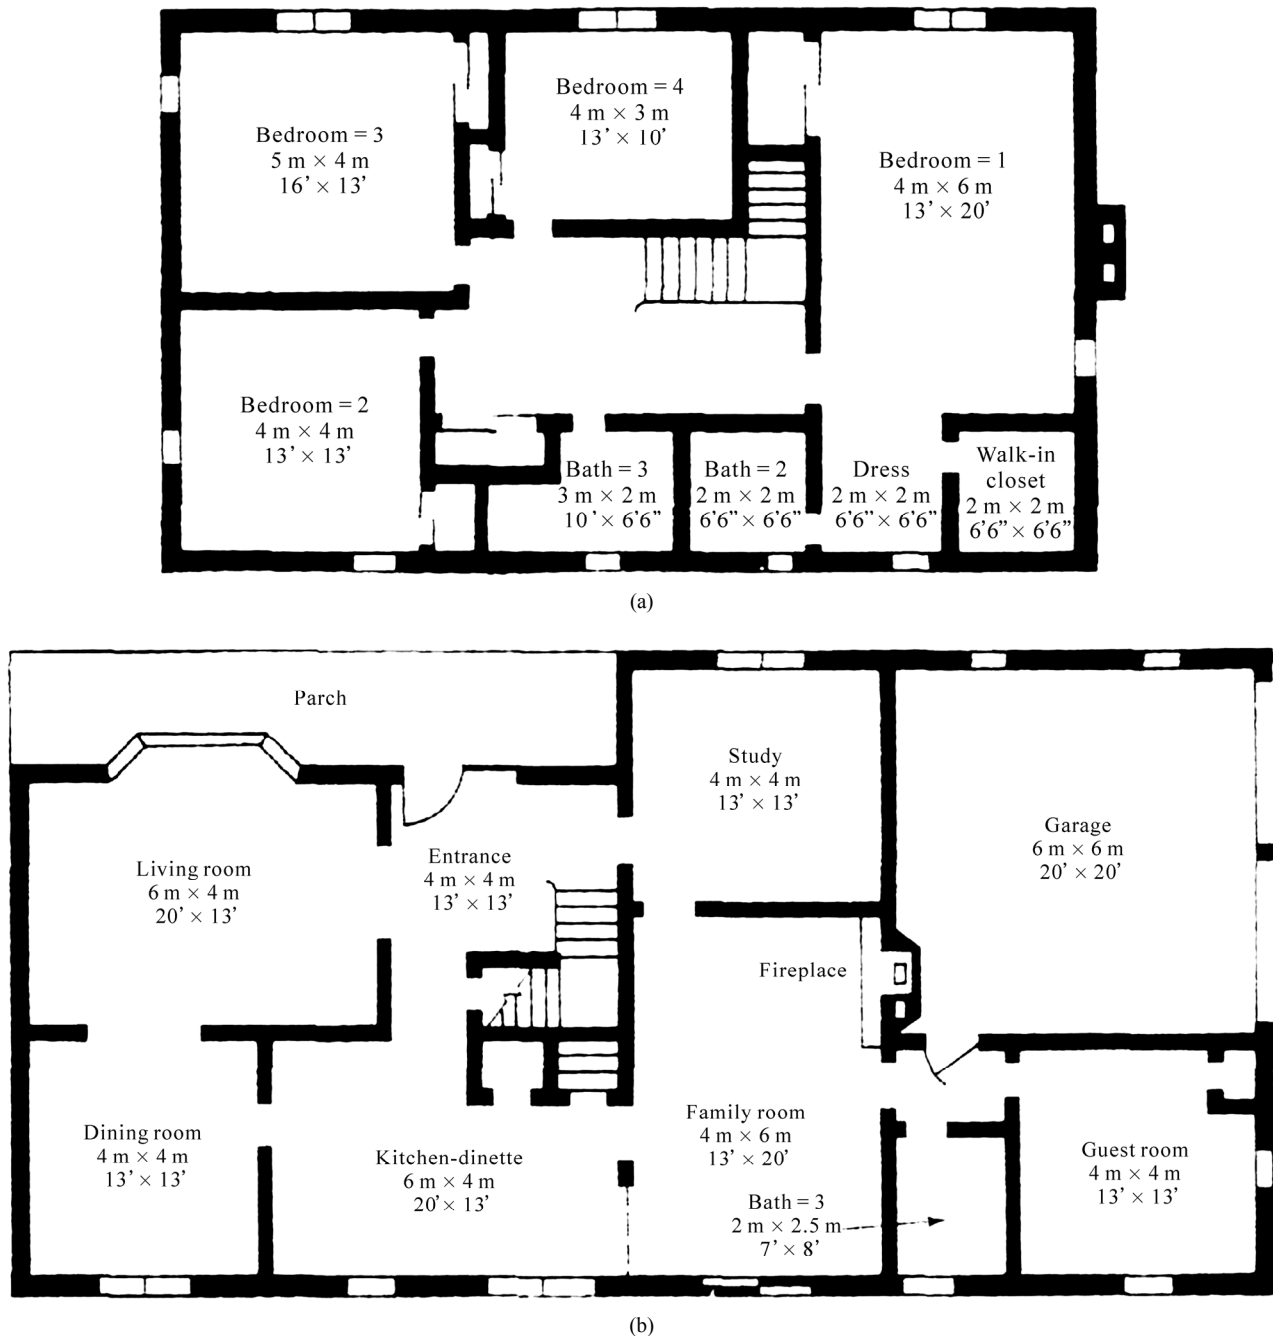 Bedroom = 3
5 m × 4 m
16’ × 13’
Bedroom = 4
4 m × 3 m
13’ × 10’
Bedroom = 1
4 m × 6 m
13’ × 20’
Bedroom = 2
4 m × 4 m
13’ × 13’
Bath = 3
3 m × 2 m
10’ × 6’6”
Bath = 2
2 m × 2 m
6’6” × 6’6”
Dress
2 m × 2 m
6’6” × 6’6”
Walk-in
closet
2 m × 2 m
6’6” × 6’6”
(a)
Parch
Study
4 m × 4 m
13’ × 13’
Garage
6 m × 6 m
20’ × 20’
Living room
6 m × 4 m
20’ × 13’
Entrance
4 m × 4 m
13’ × 13’
Fireplace
Dining room
4 m × 4 m
13’ × 13’
Kitchen-dinette
6 m × 4 m
20’ × 13’
Family room
4 m × 6 m
13’ × 20’
Bath = 3
2 m × 2.5 m
7’ × 8’
Guest room
4 m × 4 m
13’ × 13’
(b)